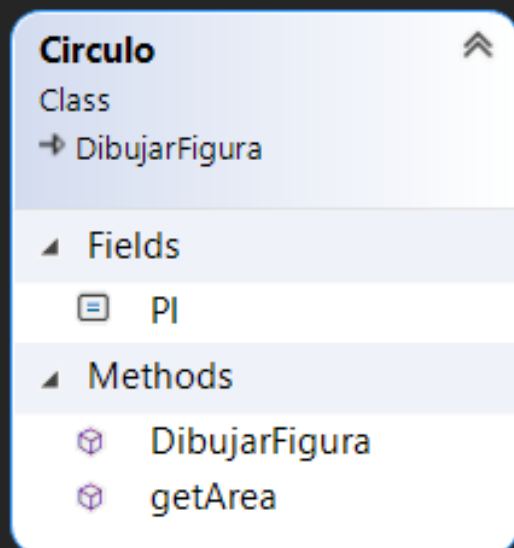 Circulo
Class
DibujarFigura
Fields
PI
Methods
DibujarFigura
getArea